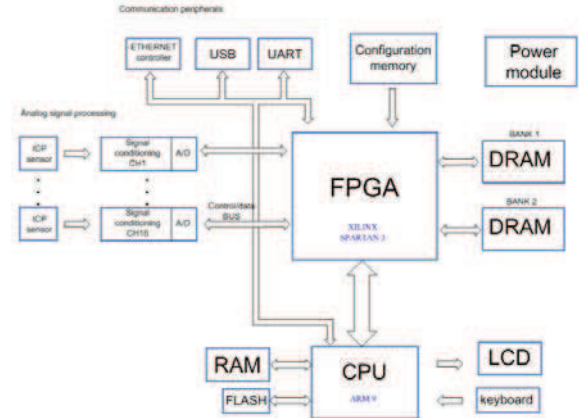 Communication peripherals
ETHERNET
controller
USB
UART
Configuration
memory
Power
module
Analog signal processing
ICP
sensor
Signal
conditioning
CH1
A/D
FPGA
XILINX
SPARTAN 3
BANK 1
DRAM
BANK 2
DRAM
ICP
sensor
Signal
conditioning
CH16
A/D
Control/data
BUS
RAM
FLASH
CPU
ARM 9
LCD
keyboard